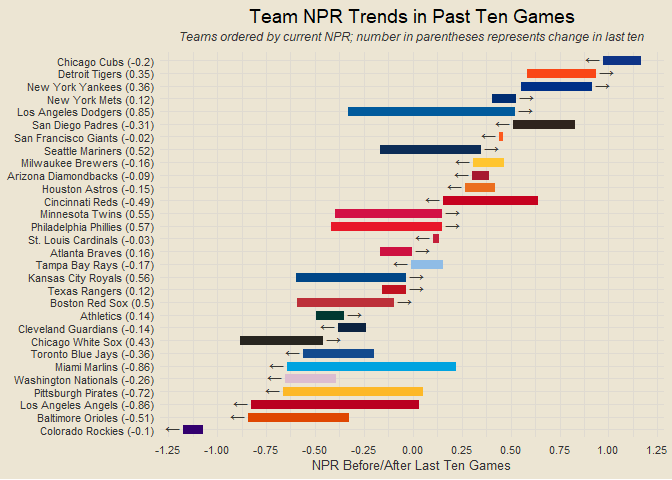 Team NPR Trends in Past Ten Games
Teams ordered by current NPR; number in parentheses represents change in last ten
Chicago Cubs (-0.2)
Detroit Tigers (0.35)
New York Yankees (0.36)
New York Mets (0.12)
Los Angeles Dodgers (0.85)
San Diego Padres (-0.31)
San Francisco Giants (-0.02)
Seattle Mariners (0.52)
Milwaukee Brewers (-0.16)
Arizona Diamondbacks (-0.09)
Houston Astros (-0.15)
Cincinnati Reds (-0.49)
Minnesota Twins (0.55)
Philadelphia Phillies (0.57)
St. Louis Cardinals (-0.03)
Atlanta Braves (0.16)
Tampa Bay Rays (-0.17)
Kansas City Royals (0.56)
Texas Rangers (0.12)
Boston Red Sox (0.5)
Athletics (0.14)
Cleveland Guardians (-0.14)
Chicago White Sox (0.43)
Toronto Blue Jays (-0.36)
Miami Marlins (-0.86)
Washington Nationals (-0.26)
Pittsburgh Pirates (-0.72)
Los Angeles Angels (-0.86)
Baltimore Orioles (-0.51)
Colorado Rockies (-0.1)
-1.25 -1.00 -0.75 -0.50 -0.25 0.00 0.25 0.50 0.75 1.00 1.25
NPR Before/After Last Ten Games